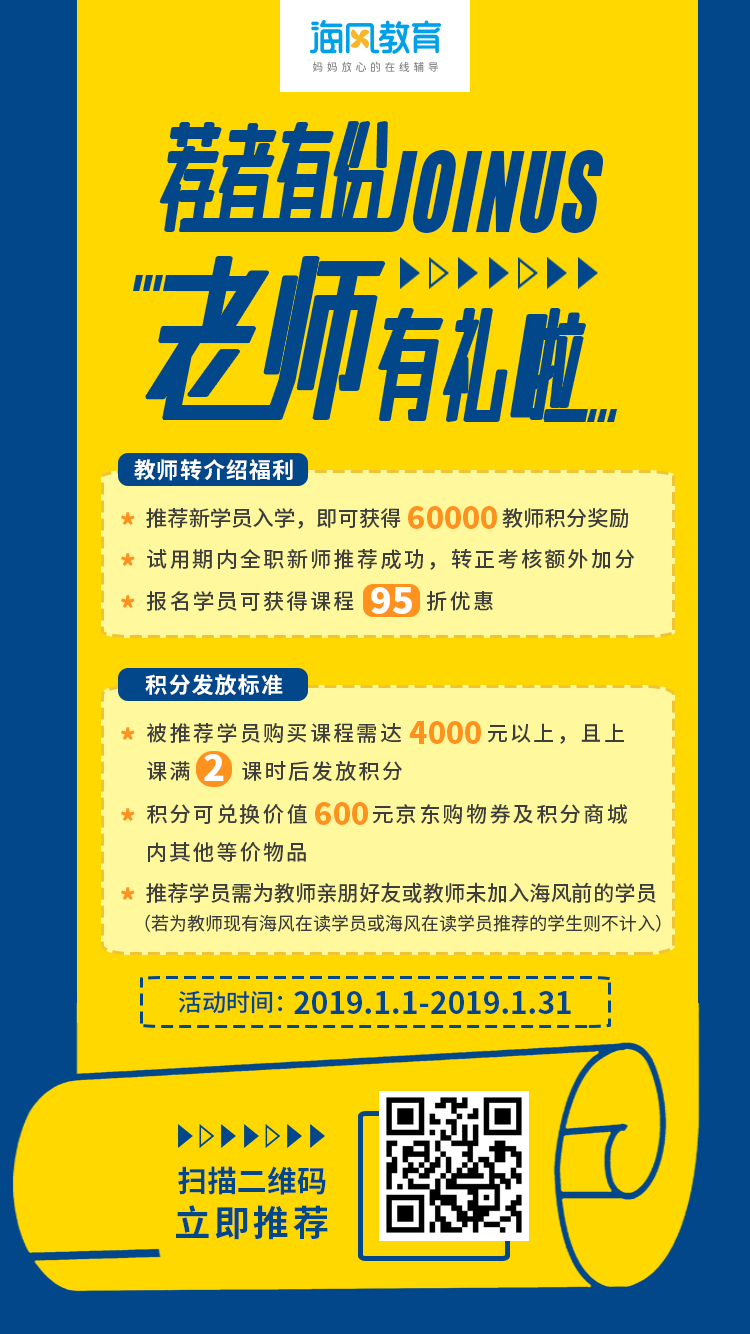 海风教育
妈妈放心的在线辅导
荐者有份JOINUS
老师有礼啦
教师转介绍福利
推荐新学员入学，即可获得60000教师积分奖励
试用期内全职新师推荐成功，转正考核额外加分
报名学员可获得课程95折优惠
积分发放标准
被推荐学员购买课程需达4000元以上，且上
课满2课时后发放积分
积分可兑换价值600元京东购物券及积分商城
内其他等价物品
推荐学员需为教师亲朋好友或教师未加入海风前的学员
（若为教师现有海风在读学员或海风在读学员推荐的学生则不计入）
活动时间：2019.1.1-2019.1.31
扫描二维码
立即推荐